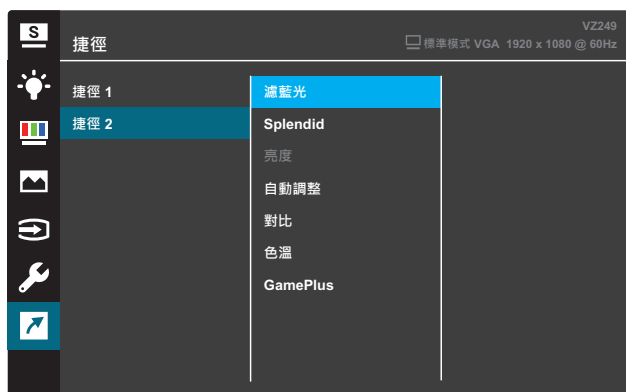 S
VZ249
捷徑
標準模式 VGA 1920 x 1080 @ 60Hz
捷徑 1
捷徑 2
濾藍光
Splendid
亮度
自動調整
對比
色溫
GamePlus